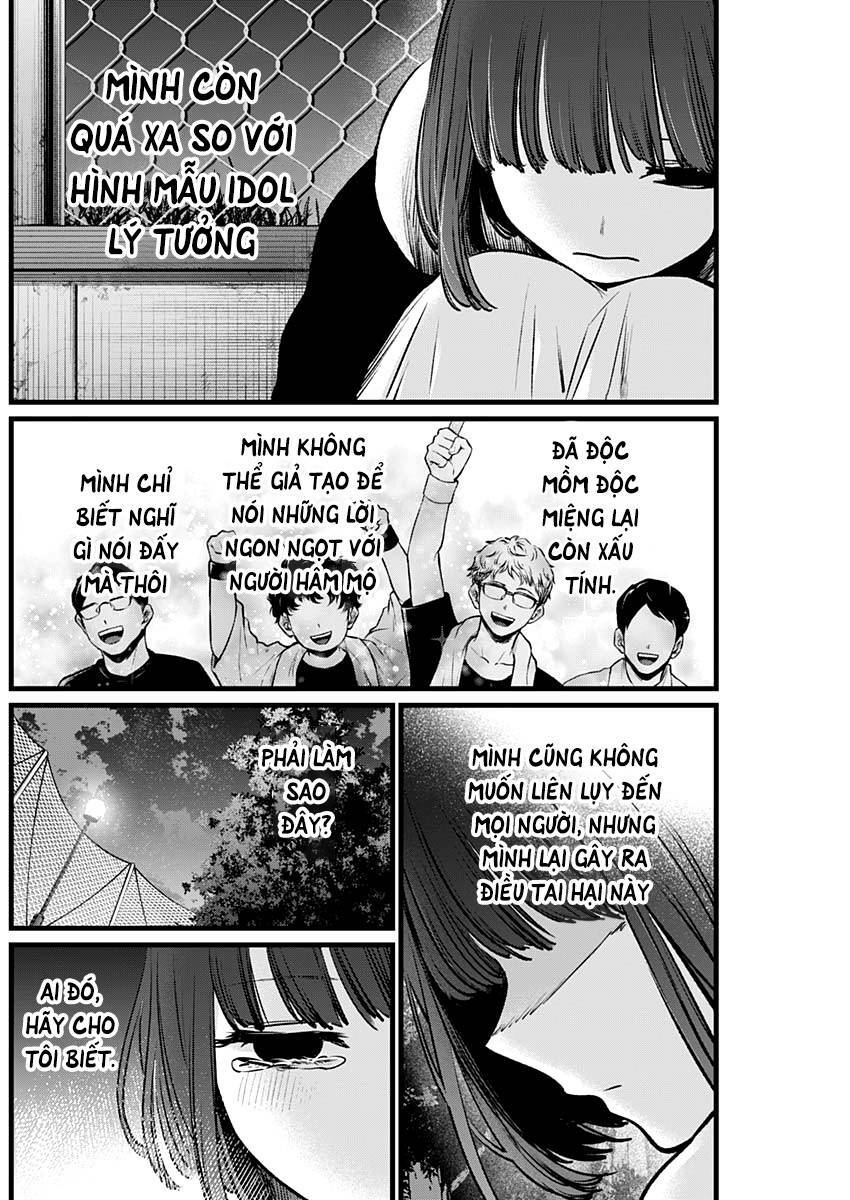 MÌNH CÒN
QUÁ XA SO VỚI
HÌNH MẪU IDOL
LÝ TƯỞNG
ĐÃ ĐỘC
MỒM ĐỘC
MIỆNG LẠI
CÒN XẤU
TÍNH.
MÌNH KHÔNG
THỂ GIẢ TẠO ĐỂ
NÓI NHỮNG LỜI
NGON NGỌT VỚI
NGƯỜI HÂM MỘ
MÌNH CHỈ
BIẾT NGHĨ
GÌ NÓI ĐẤY
MÀ THÔI
MÌNH CŨNG KHÔNG
MUỐN LIÊN LỤY ĐẾN
MỌI NGƯỜI, NHƯNG
MÌNH LẠI GÂY RA
ĐIỀU TAI HẠI NÀY
PHẢI LÀM
SAO
ĐÂY?
AI ĐÓ,
HÃY CHO
TÔI BIẾT.